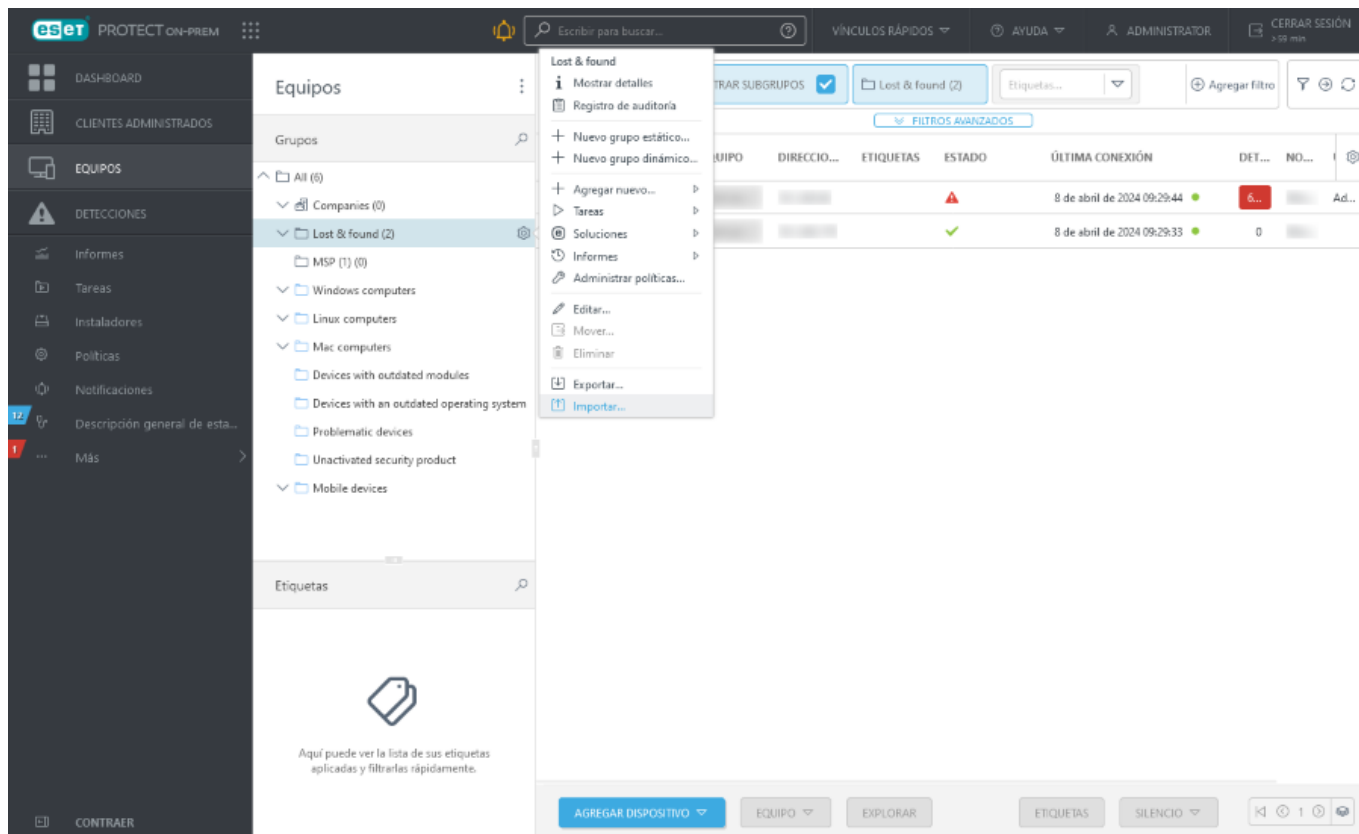 eset PROTECT ON-PREM
Escribir para buscar...
VÍNCULOS RÁPIDOS
AYUDA
ADMINISTRATOR
CERRAR SESIÓN
> 59 min
DASHBOARD
CLIENTES ADMINISTRADOS
EQUIPOS
DETECCIONES
Informes
Tareas
Instaladores
Políticas
Notificaciones
12
Descripción general de esta...
1
Más
CONTRAER
Equipos
Grupos
All (6)
Companies (0)
Lost & found (2)
MSP (1) (0)
Windows computers
Linux computers
Mac computers
Devices with outdated modules
Devices with an outdated operating system
Problematic devices
Unactivated security product
Mobile devices
Etiquetas
Aquí puede ver la lista de sus etiquetas
aplicadas y filtrarlas rápidamente.
Lost & found
Mostrar detalles
Registro de auditoría
Nuevo grupo estático...
Nuevo grupo dinámico...
Agregar nuevo...
Tareas
Soluciones
Informes
Administrar políticas...
Editar...
Mover...
Eliminar
Exportar...
Importar...
TRAR SUBGRUPOS
Lost & found (2)
Etiquetas...
Agregar filtro
FILTROS AVANZADOS
UIPO DIRECCIO... ETIQUETAS ESTADO ÚLTIMA CONEXIÓN DET... NO...
8 de abril de 2024 09:29:44 6... Ad...
8 de abril de 2024 09:29:33 0
AGREGAR DISPOSITIVO
EQUIPO
EXPLORAR
ETIQUETAS
SILENCIO
1